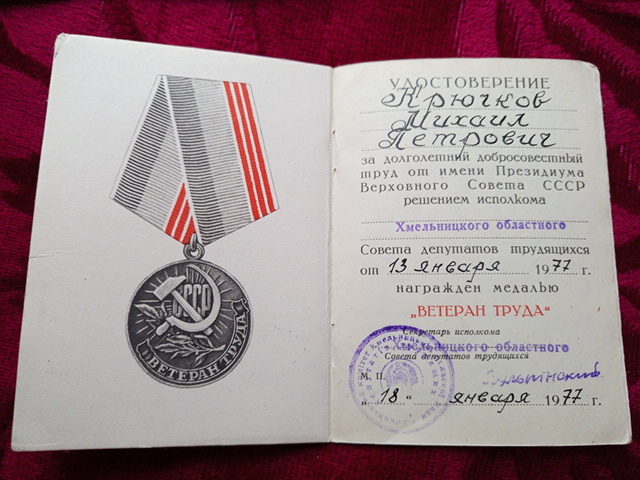 СССР
ВЕТЕРАН ТРУДА
УДОСТОВЕРЕНИЕ
Крючков
Михаил
Петрович
за долголетний добросовестный
труд от имени Президиума
Верховного Совета СССР
решением исполкома
Хмельницкого областного
Совета депутатов трудящихся
от 13 января 1977 г.
награжден медалью
„ВЕТЕРАН ТРУДА“
Секретарь исполкома
Хмельницкого областного
Совета депутатов трудящихся
М. П.
„18“ января 1977 г.